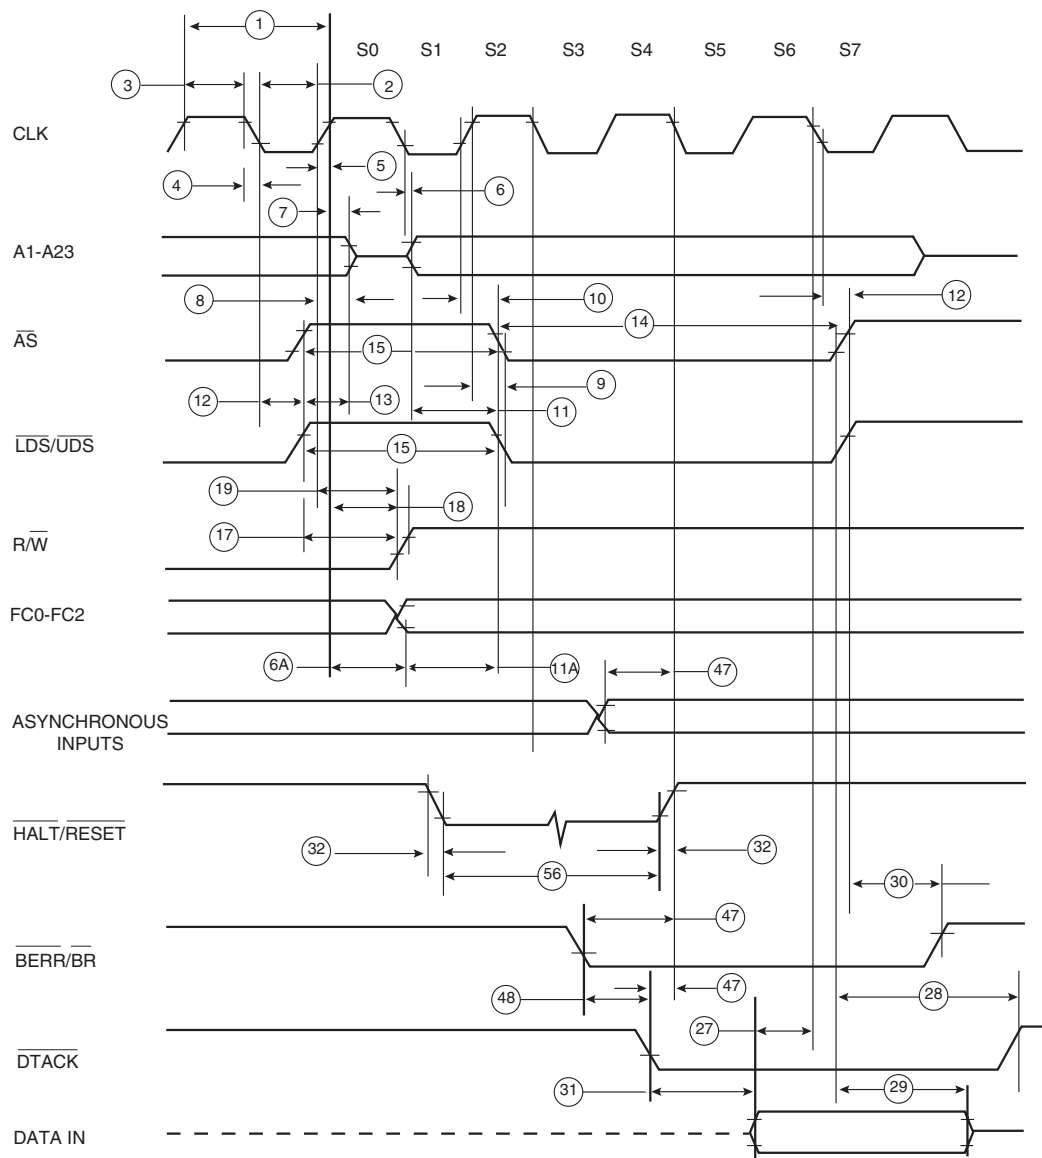 1
S0 S1 S2 S3 S4 S5 S6 S7
3 2
CLK
5
4 6
7
A1-A23
8 10 12
14
AS
15
9
12 13
11
LDS/UDS
15
19
18
17
R/W
FC0-FC2
6A 11A 47
ASYNCHRONOUS
INPUTS
HALT/RESET
32 32
56
30
47
BERR/BR
48 47 28
27
DTACK
31 29
DATA IN